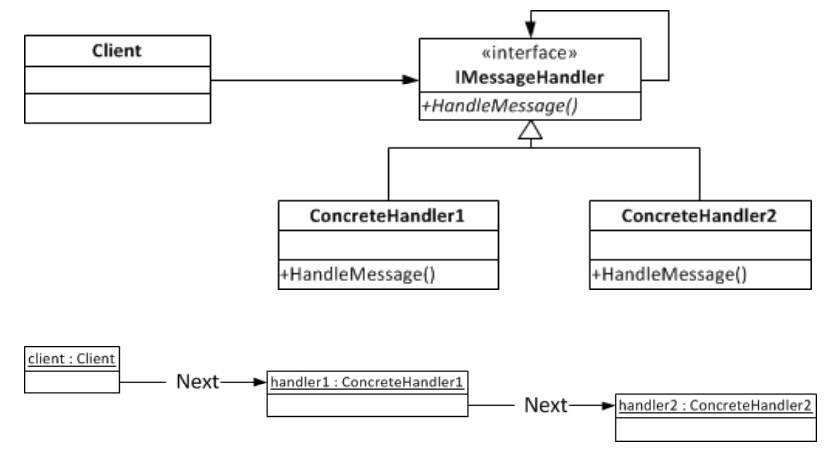 Client
«interface»
IMessageHandler
+HandleMessage()
ConcreteHandler1
+HandleMessage()
ConcreteHandler2
+HandleMessage()
client : Client
Next
handler1 : ConcreteHandler1
Next
handler2 : ConcreteHandler2